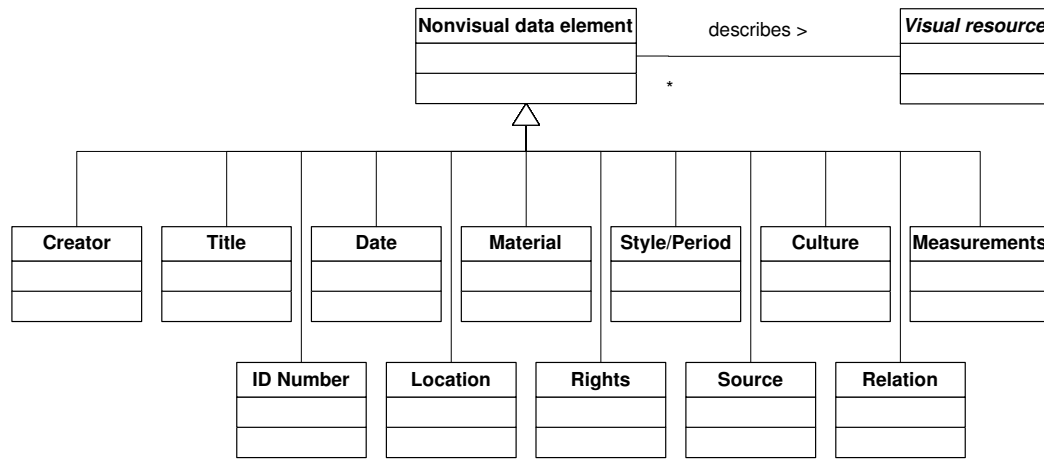 Nonvisual data element
describes >
Visual resource
*
Creator
Title
Date
Material
Style/Period
Culture
Measurements
ID Number
Location
Rights
Source
Relation